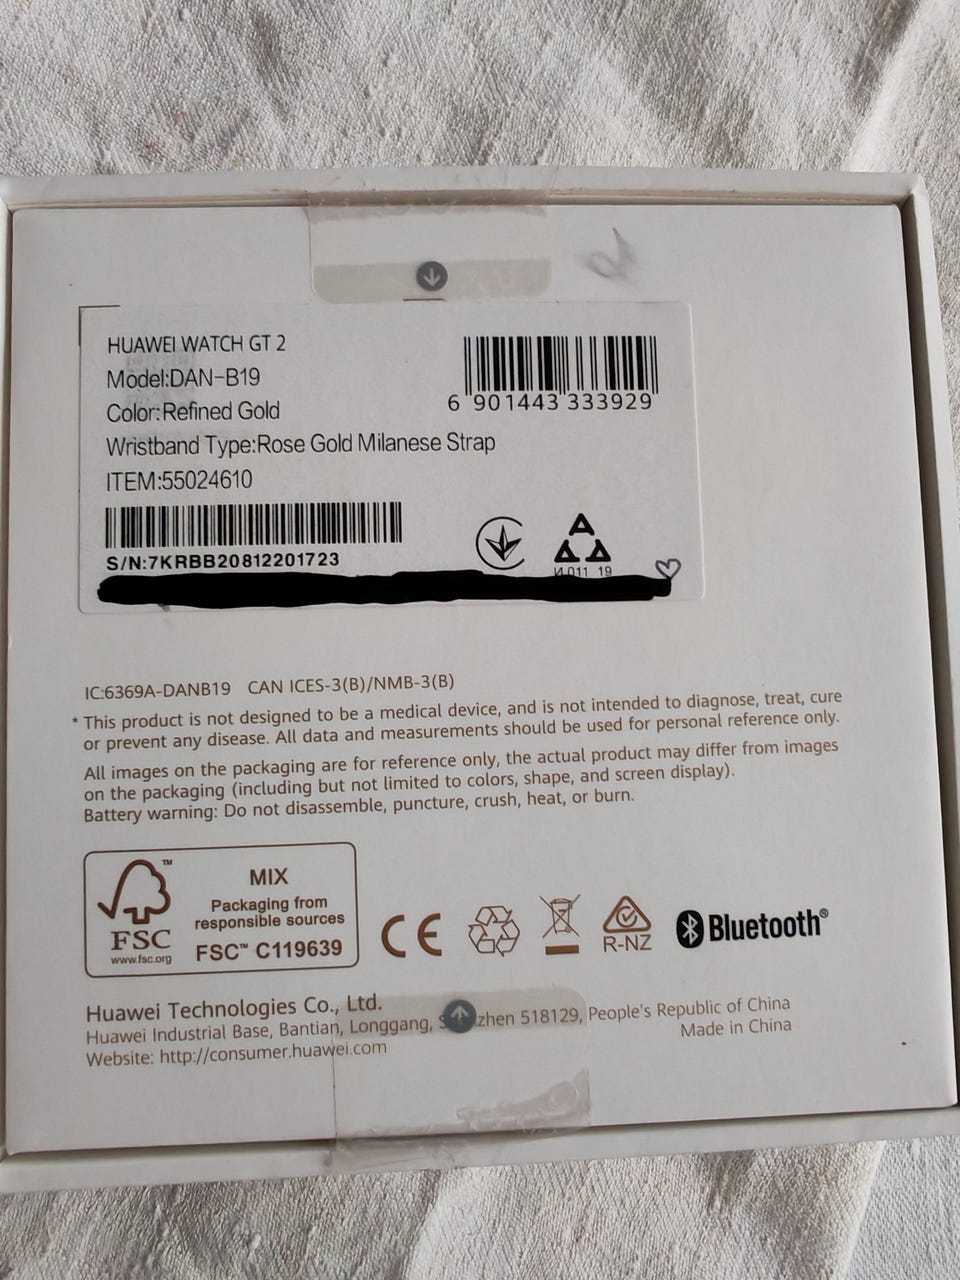 HUAWEI WATCH GT 2
Model:DAN-B19
Color:Refined Gold
Wristband Type:Rose Gold Milanese Strap
ITEM:55024610
6 901443 333929
S/N:7KRBB20812201723
И-011 19
IC:6369A-DANB19 CAN ICES-3(B)/NMB-3(B)
* This product is not designed to be a medical device, and is not intended to diagnose, treat, cure
or prevent any disease. All data and measurements should be used for personal reference only.
All images on the packaging are for reference only, the actual product may differ from images
on the packaging (including but not limited to colors, shape, and screen display).
Battery warning: Do not disassemble, puncture, crush, heat, or burn.
FSC™
www.fsc.org
MIX
Packaging from
responsible sources
FSC™ C119639
CE
R-NZ
Bluetooth®
Huawei Technologies Co., Ltd.
Huawei Industrial Base, Bantian, Longgang, zhen 518129, People's Republic of China
Made in China
Website: http://consumer.huawei.com